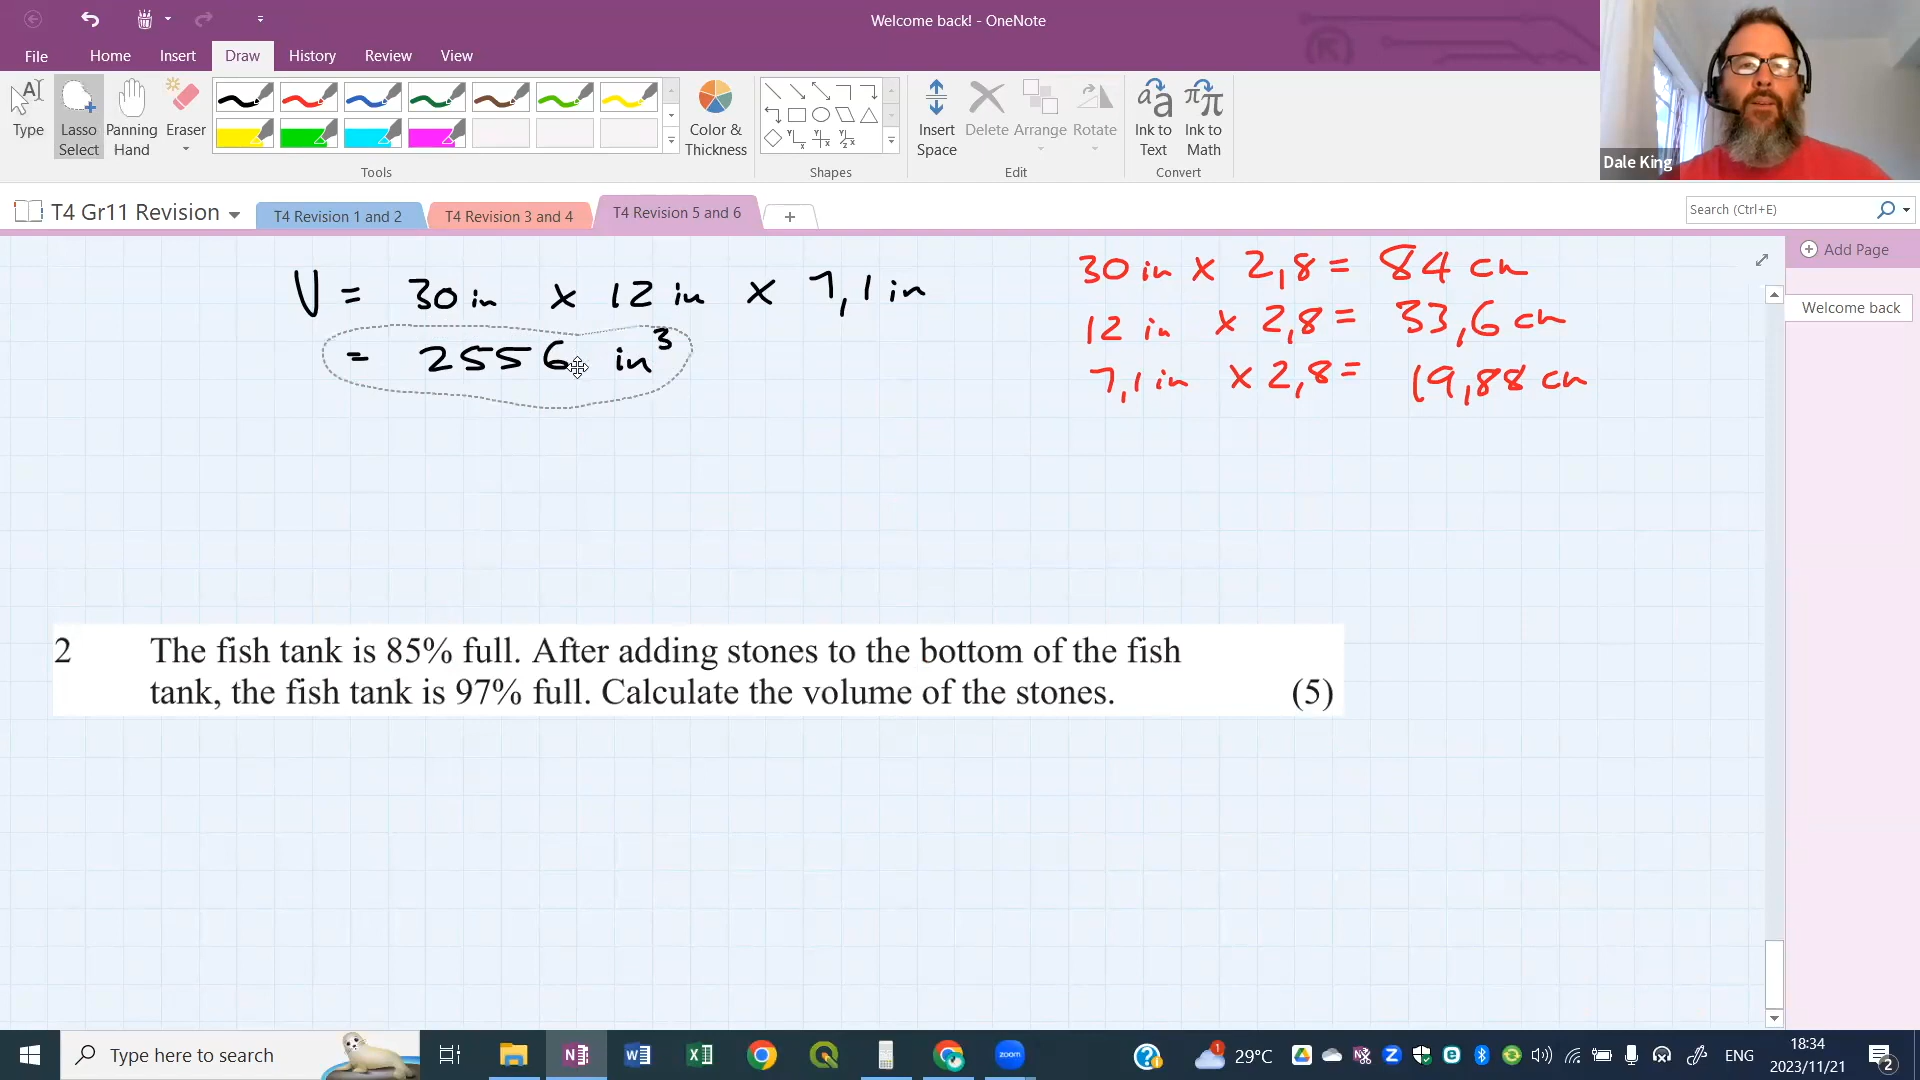 Welcome back! - OneNote
File Home Insert Draw History Review View
Type
Lasso Select
Panning Hand
Eraser
Color & Thickness
Insert Space
Delete
Arrange
Rotate
Ink to Text
Ink to Math
Tools
Shapes
Edit
Convert
Dale King
T4 Gr11 Revision
T4 Revision 1 and 2
T4 Revision 3 and 4
T4 Revision 5 and 6
Search (Ctrl+E)
Add Page
Welcome back
V = 30 in x 12 in x 7,1 in
= 2556 in³
30 in x 2,8 = 84 cm
12 in x 2,8 = 33,6 cm
7,1 in x 2,8 = 19,88 cm
2 The fish tank is 85% full. After adding stones to the bottom of the fish
tank, the fish tank is 97% full. Calculate the volume of the stones. (5)
Type here to search
zoom
29°C
ENG
18:34
2023/11/21
2